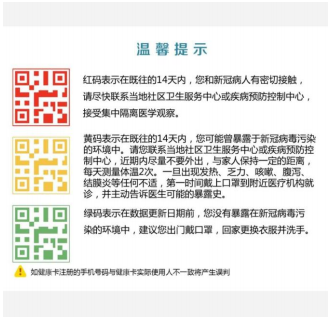 温馨提示
红码表示在既往的14天内，您和新冠病人有密切接触，
请尽快联系当地社区卫生服务中心或疾病预防控制中心，
接受集中隔离医学观察。
黄码表示在既往的14天内，您可能曾暴露于新冠病毒污染
的环境中。请您联系当地社区卫生服务中心或疾病预防控
制中心，近期内尽量不要外出，与家人保持一定的距离，
每天测量体温2次。一旦出现发热、乏力、咳嗽、腹泻、
结膜炎等任何不适，第一时间戴上口罩到附近医疗机构就
诊，并主动告诉医生可能的暴露史。
绿码表示在数据更新日期前，您没有暴露在新冠病毒污
染的环境中，建议您出门戴口罩，回家更换衣服并洗手。
如健康卡注册的手机号码与健康卡实际使用人不一致将产生误判